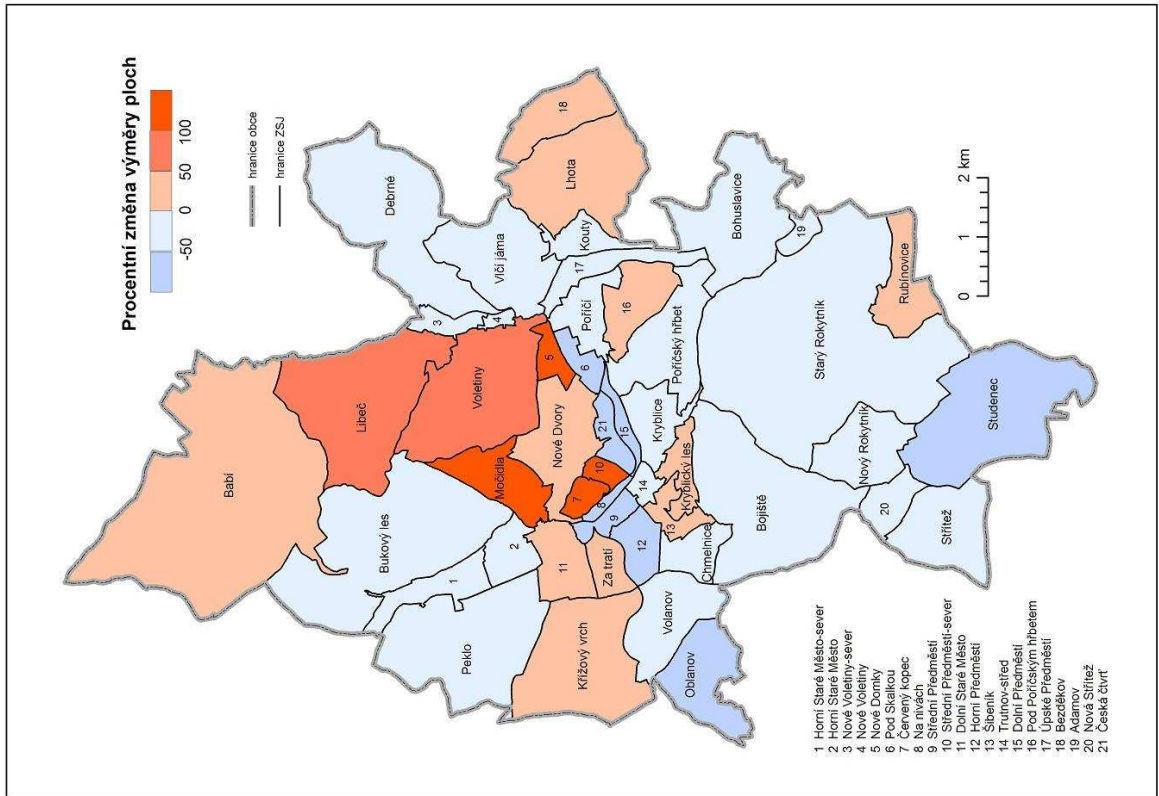 Procentní změna výměry ploch
-50
0
50
100
hranice obce
hranice ZSJ
Babí
Libeč
Bukový les
Voletiny
Močidla
Nové Dvory
Peklo
Křížový vrch
Za tratí
Debrné
Vlčí jáma
Lhota
Kouty
Poříčí
Poříčský hřbet
Bohuslavice
Kryblice
Kryblický les
Chmelnice
Volanov
Oblanov
Bojiště
Starý Rokytník
Rubínovice
Nový Rokytník
Střítež
Studenec
1
2
3
4
5
6
7
8
9
10
11
12
13
14
15
16
17
18
19
20
21
0 1 2 km
1 Horní Staré Město-sever
2 Horní Staré Město
3 Nové Voletiny-sever
4 Nové Voletiny
5 Nové Domky
6 Pod Skalkou
7 Červený kopec
8 Na nivách
9 Střední Předměstí
10 Střední Předměstí-sever
11 Dolní Staré Město
12 Horní Předměstí
13 Šibeník
14 Trutnov-střed
15 Dolní Předměstí
16 Pod Poříčským hřbetem
17 Úpské Předměstí
18 Bezděkov
19 Adamov
20 Nová Střítež
21 Česká čtvrť